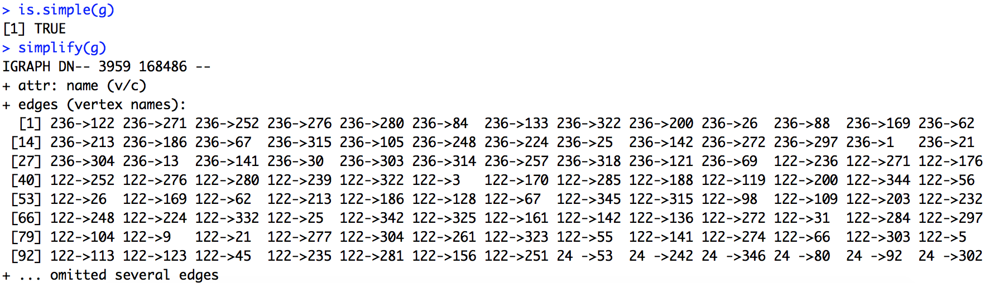 > is.simple(g)
[1] TRUE
> simplify(g)
IGRAPH DN-- 3959 168486 --
+ attr: name (v/c)
+ edges (vertex names):
  [1] 236->122 236->271 236->252 236->276 236->280 236->84  236->133 236->322 236->200 236->26  236->88  236->169 236->62
 [14] 236->213 236->186 236->67  236->315 236->105 236->248 236->224 236->25  236->142 236->272 236->297 236->1   236->21
 [27] 236->304 236->13  236->141 236->30  236->303 236->314 236->257 236->318 236->121 236->69  122->236 122->271 122->176
 [40] 122->252 122->276 122->280 122->239 122->322 122->3   122->170 122->285 122->188 122->119 122->200 122->344 122->56
 [53] 122->26  122->169 122->62  122->213 122->186 122->128 122->67  122->345 122->315 122->98  122->109 122->203 122->232
 [66] 122->248 122->224 122->332 122->25  122->342 122->325 122->161 122->142 122->136 122->272 122->31  122->284 122->297
 [79] 122->104 122->9   122->21  122->277 122->304 122->261 122->323 122->55  122->141 122->274 122->66  122->303 122->5
 [92] 122->113 122->123 122->45  122->235 122->281 122->156 122->251 24 ->53  24 ->242 24 ->346 24 ->80  24 ->92  24 ->302
+ ... omitted several edges